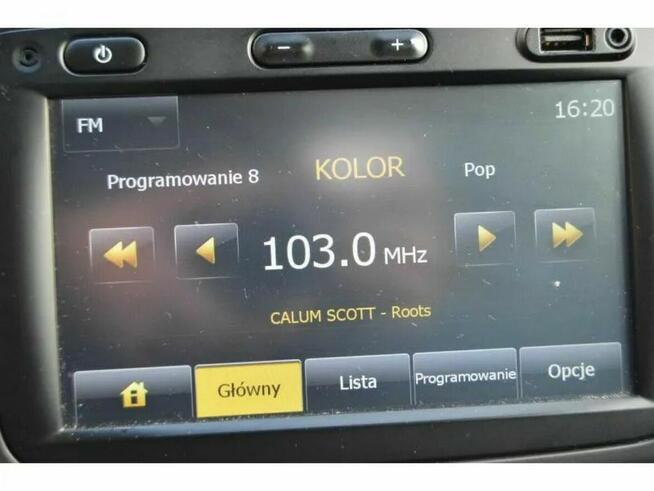 FM
16:20
Programowanie 8
KOLOR
Pop
103.0 MHz
CALUM SCOTT - Roots
Główny
Lista
Programowanie
Opcje